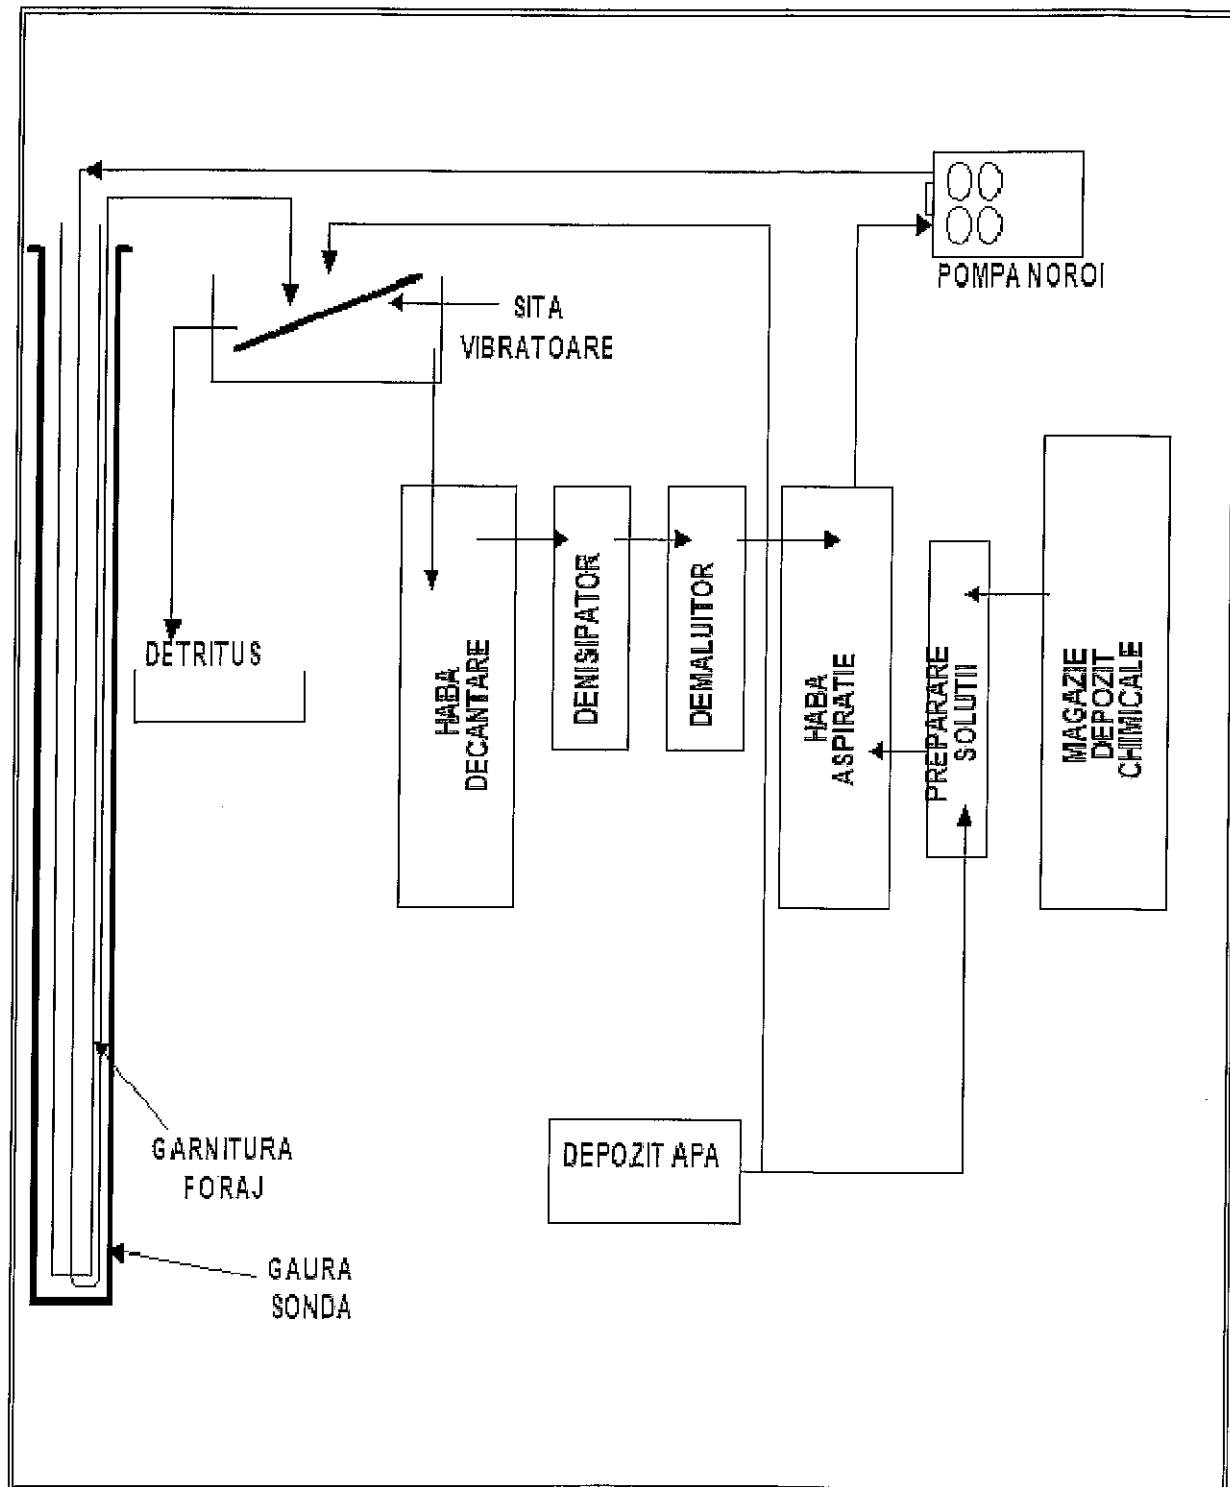 POMPA NOROI
SITA
VIBRATOARE
DETRITUS
HABA
DECANTARE
DENISIPATOR
DEMALUITOR
HABA
ASPIRATIE
PREPARARE
SOLUTII
MAGAZIE
DEPOZIT
CHIMICALE
GARNITURA
FORAJ
DEPOZIT APA
GAURA
SONDA